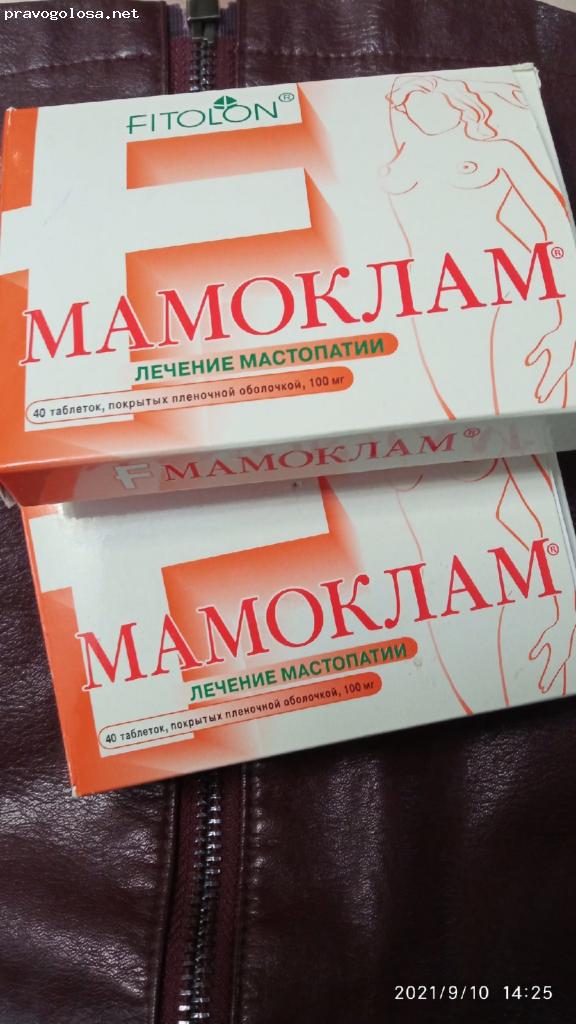 pravogolosa.net
FITOLON®
МАМОКЛАМ®
ЛЕЧЕНИЕ МАСТОПАТИИ
40 таблеток, покрытых пленочной оболочкой, 100 мг
F МАМОКЛАМ®
МАМОКЛАМ®
ЛЕЧЕНИЕ МАСТОПАТИИ
40 таблеток, покрытых пленочной оболочкой, 100 мг
2021/9/10 14:25